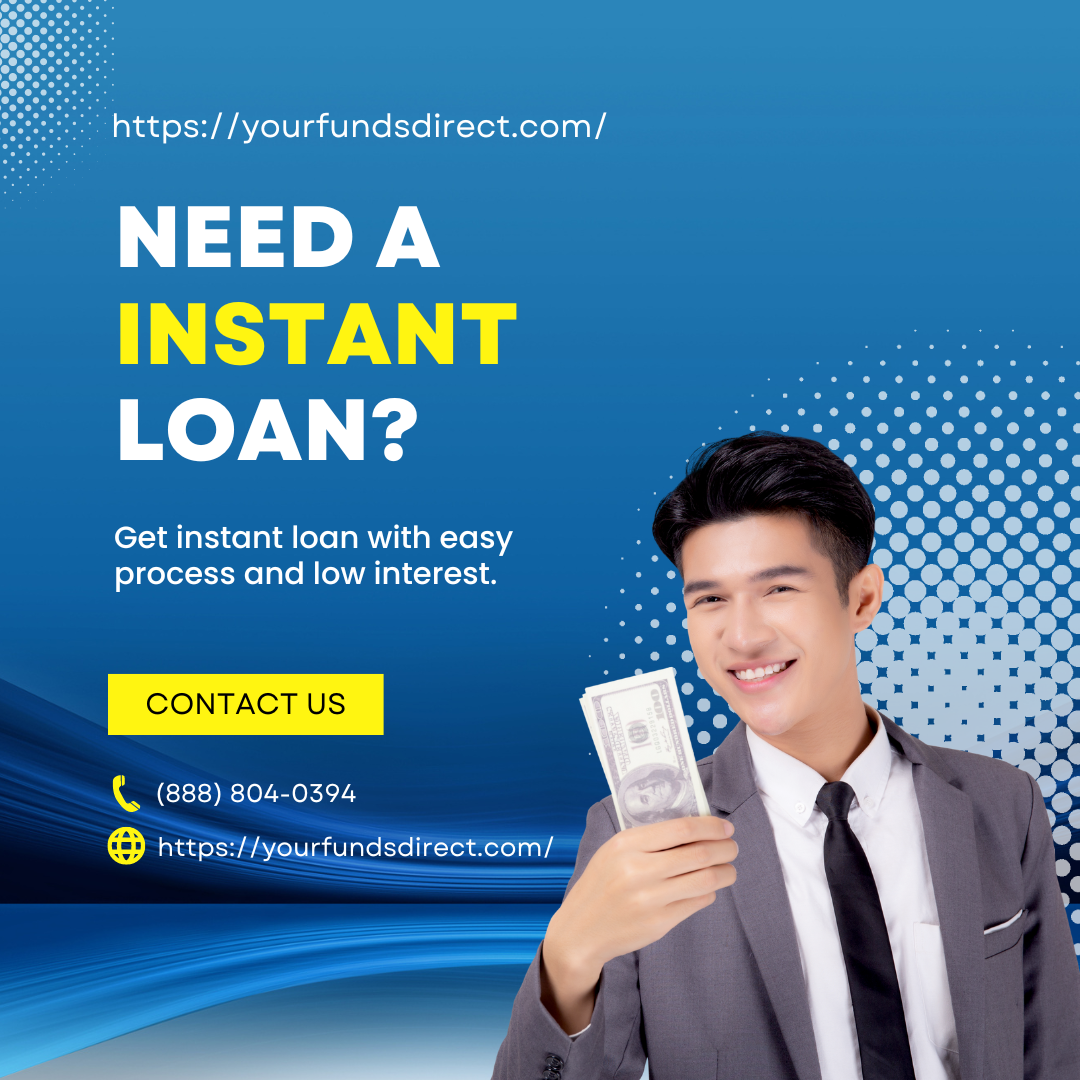 https://yourfundsdirect.com/
NEED A
INSTANT
LOAN?
Get instant loan with easy
process and low interest.
CONTACT US
(888) 804-0394
https://yourfundsdirect.com/
100